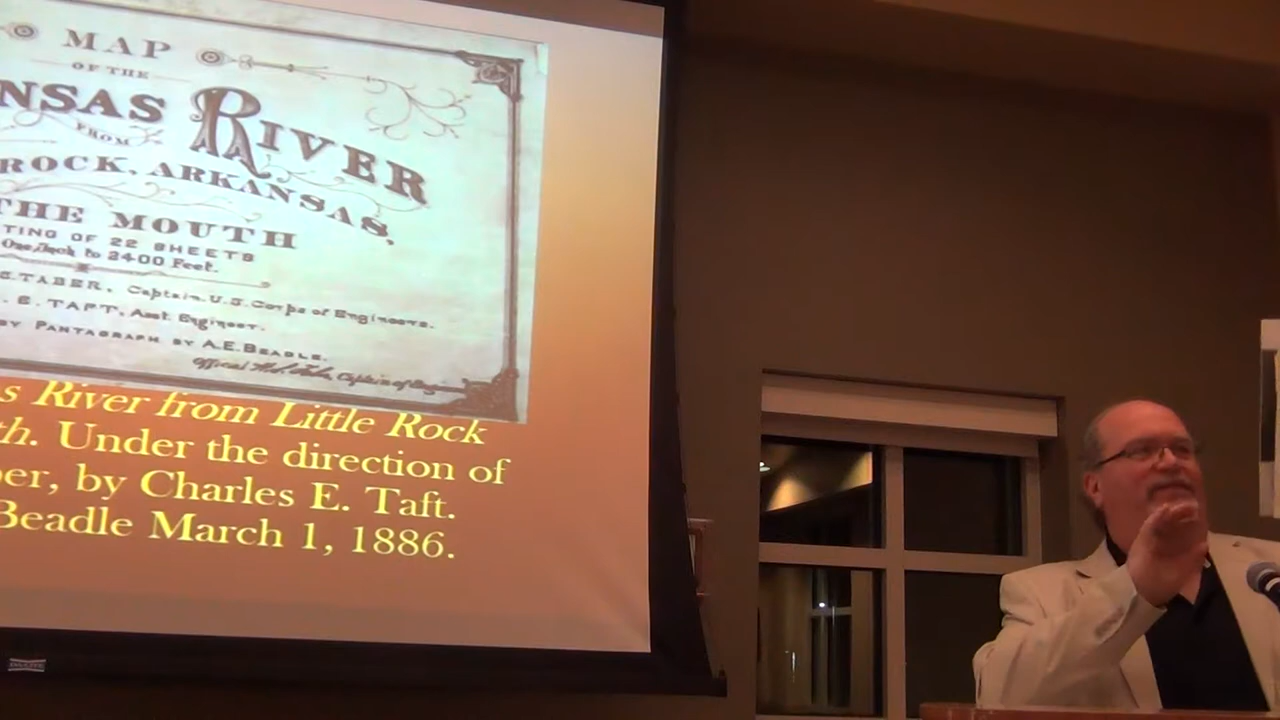 MAP
OF THE
NSAS RIVER
FROM
ROCK, ARKANSAS,
THE MOUTH
TING OF 22 SHEETS
One Inch to 2400 Feet.
TABER, Captain, U.S. Corps of Engineers.
. E. TAFT, Asst. Engineer.
BY PANTAGRAPH BY A.E. BEADLE.
s River from Little Rock
th. Under the direction of
ber, by Charles E. Taft.
Beadle March 1, 1886.